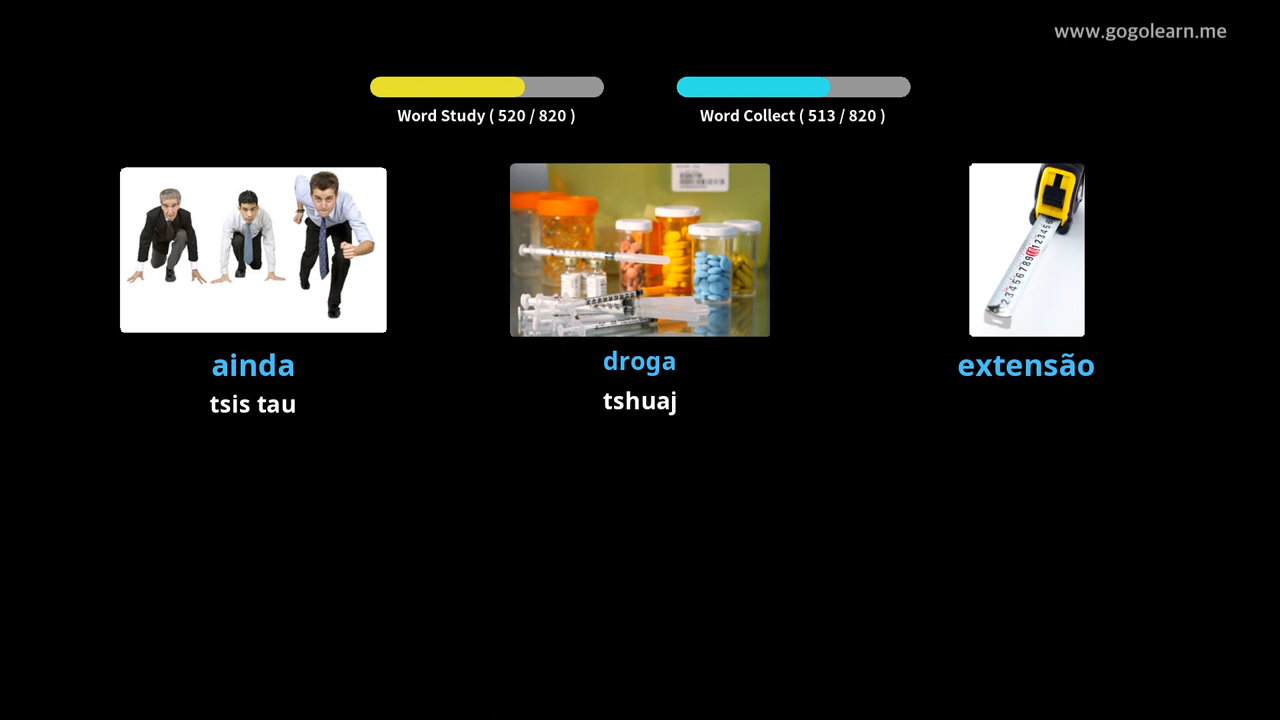 www.gogolearn.me
Word Study ( 520 / 820 )
Word Collect ( 513 / 820 )
ainda
tsis tau
droga
tshuaj
extensão